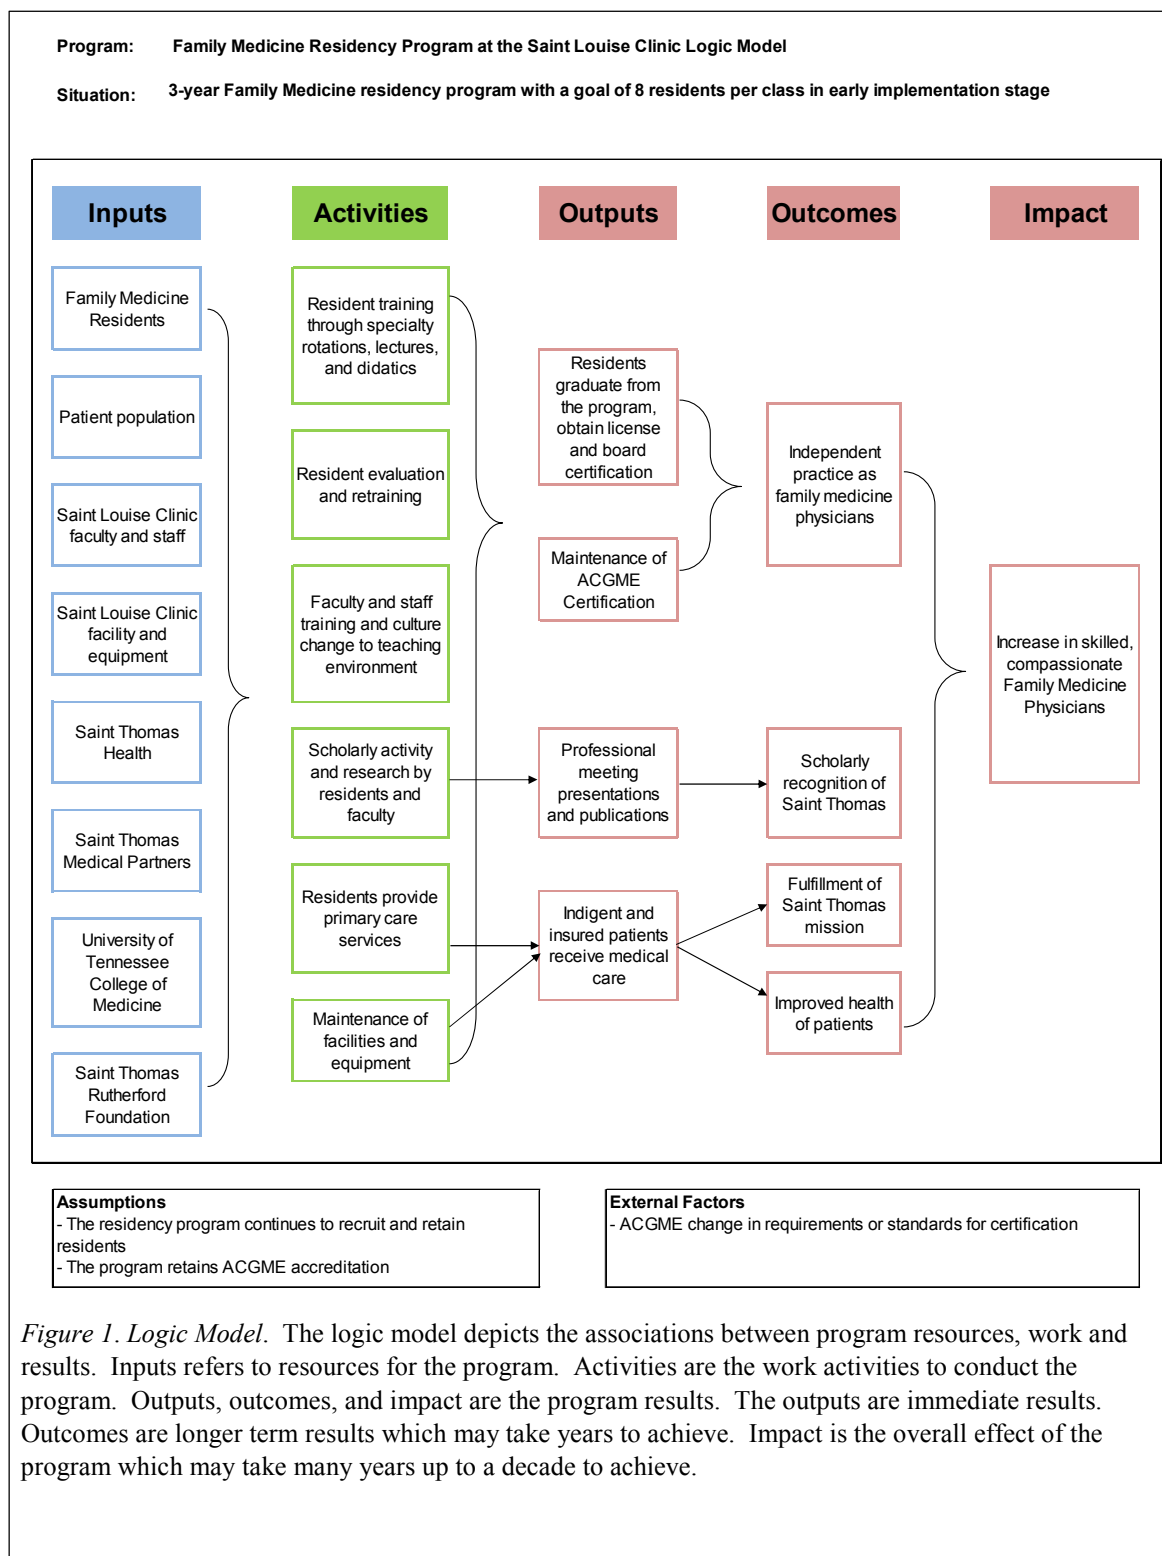 Program: Family Medicine Residency Program at the Saint Louise Clinic Logic Model
Situation: 3-year Family Medicine residency program with a goal of 8 residents per class in early implementation stage
Inputs
Activities
Outputs
Outcomes
Impact
Family Medicine
Residents
Patient population
Saint Louise Clinic
faculty and staff
Saint Louise Clinic
facility and
equipment
Saint Thomas
Health
Saint Thomas
Medical Partners
University of
Tennessee
College of
Medicine
Saint Thomas
Rutherford
Foundation
Resident training
through specialty
rotations, lectures,
and didatics
Resident evaluation
and retraining
Faculty and staff
training and culture
change to teaching
environment
Scholarly activity
and research by
residents and
faculty
Residents provide
primary care
services
Maintenance of
facilities and
equipment
Residents
graduate from
the program,
obtain license
and board
certification
Maintenance of
ACGME
Certification
Professional
meeting
presentations
and publications
Indigent and
insured patients
receive medical
care
Independent
practice as
family medicine
physicians
Scholarly
recognition of
Saint Thomas
Fulfillment of
Saint Thomas
mission
Improved health
of patients
Increase in skilled,
compassionate
Family Medicine
Physicians
Assumptions
- The residency program continues to recruit and retain
residents
- The program retains ACGME accreditation
External Factors
- ACGME change in requirements or standards for certification
Figure 1. Logic Model. The logic model depicts the associations between program resources, work and
results. Inputs refers to resources for the program. Activities are the work activities to conduct the
program. Outputs, outcomes, and impact are the program results. The outputs are immediate results.
Outcomes are longer term results which may take years to achieve. Impact is the overall effect of the
program which may take many years up to a decade to achieve.